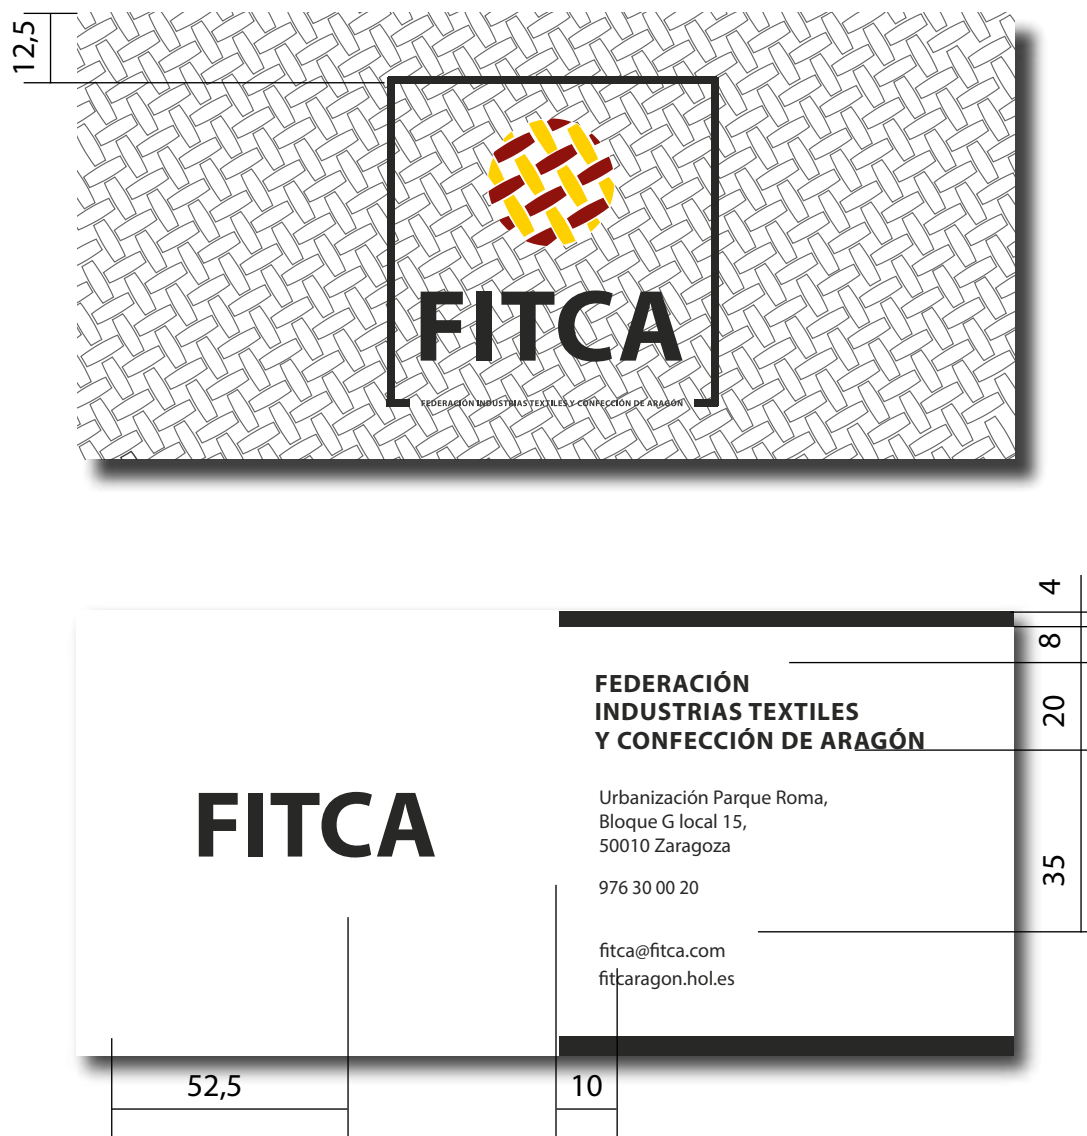 12,5
FITCA
FEDERACIÓN INDUSTRIAS TEXTILES Y CONFECCIÓN DE ARAGÓN
4
8
20
35
FEDERACIÓN
INDUSTRIAS TEXTILES
Y CONFECCIÓN DE ARAGÓN
FITCA
Urbanización Parque Roma,
Bloque G local 15,
50010 Zaragoza
976 30 00 20
fitca@fitca.com
fitcaragon.hol.es
52,5
10